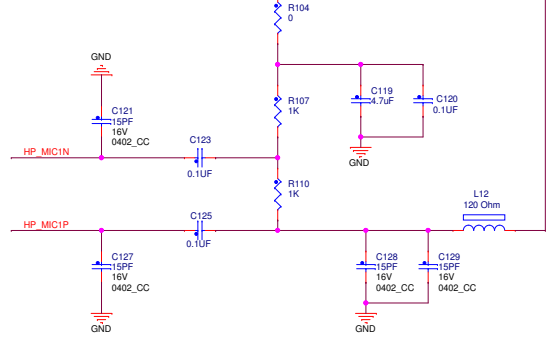 R104
0
GND
C121
15PF
16V
0402_CC
R107
1K
C119
4.7uF
C120
0.1UF
GND
HP_MIC1N
C123
0.1UF
R110
1K
L12
120 Ohm
HP_MIC1P
C125
0.1UF
C127
15PF
16V
0402_CC
C128
15PF
16V
0402_CC
C129
15PF
16V
0402_CC
GND
GND